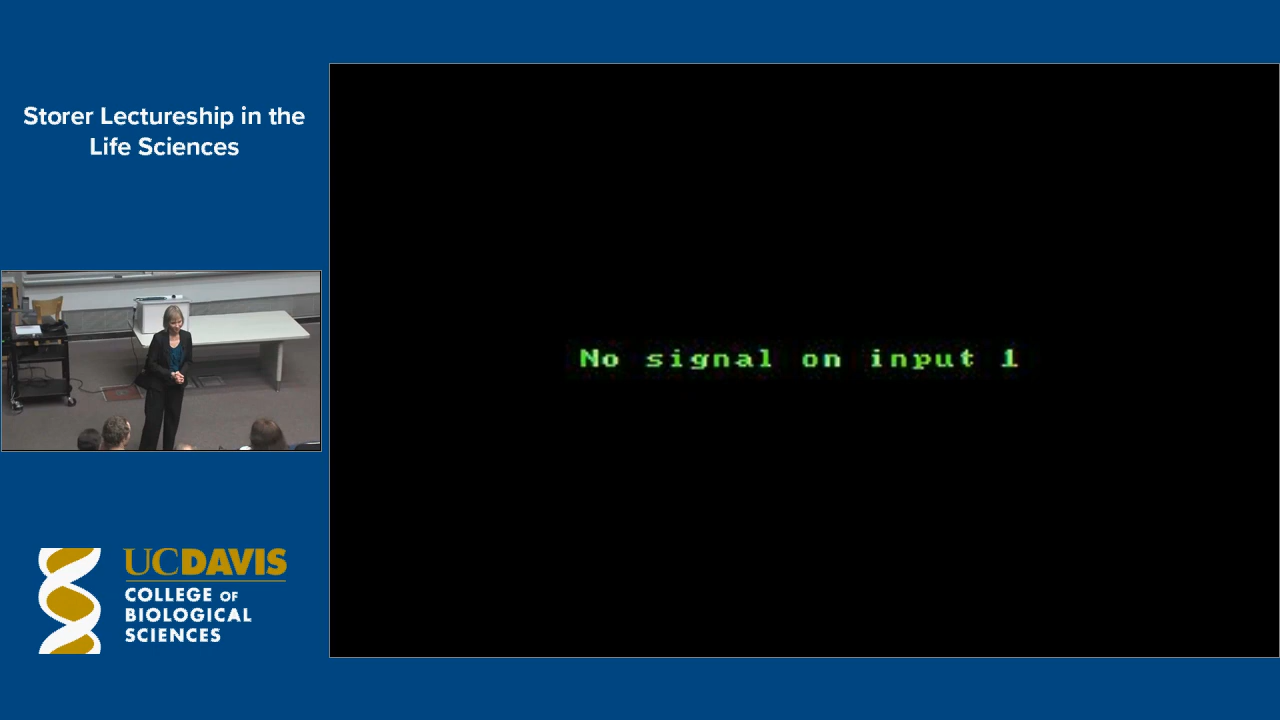 Storer Lectureship in the
Life Sciences
No signal on input 1
UCDAVIS
COLLEGE OF
BIOLOGICAL
SCIENCES